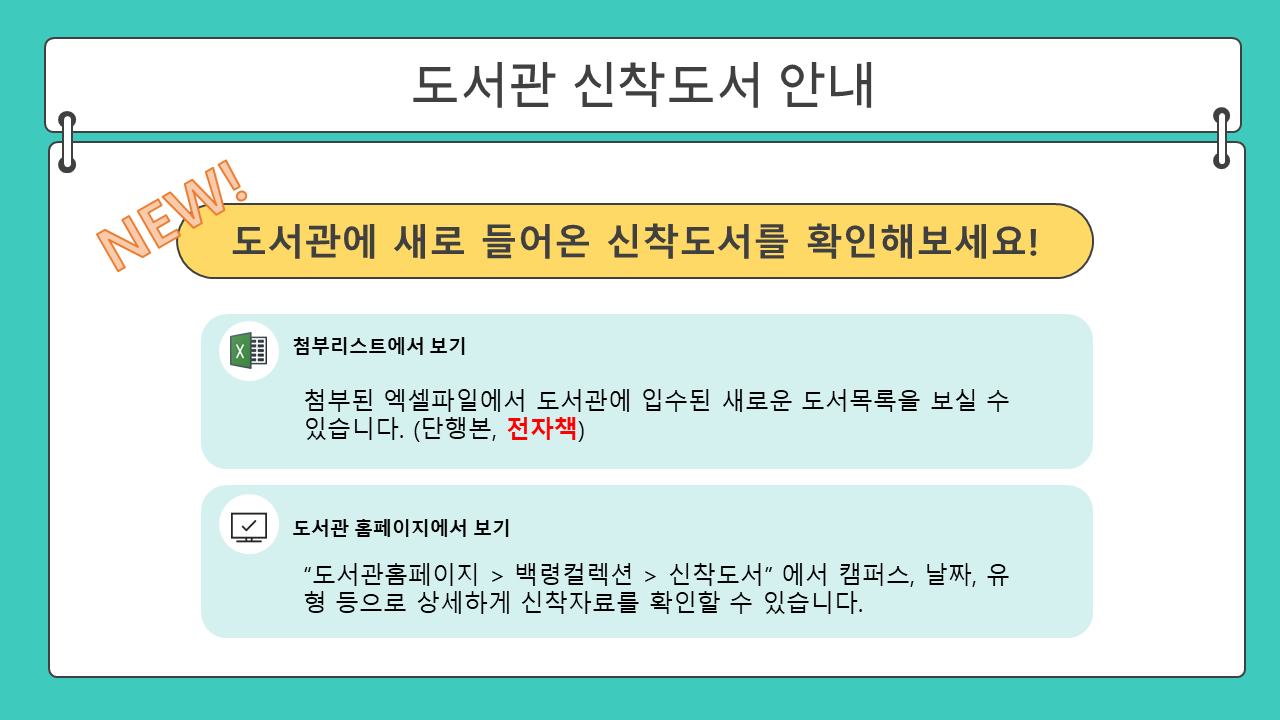 도서관 신착도서 안내
NEW!
도서관에 새로 들어온 신착도서를 확인해보세요!
첨부리스트에서 보기
첨부된 엑셀파일에서 도서관에 입수된 새로운 도서목록을 보실 수
있습니다. (단행본, 전자책)
도서관 홈페이지에서 보기
“도서관홈페이지 > 백령컬렉션 > 신착도서” 에서 캠퍼스, 날짜, 유
형 등으로 상세하게 신착자료를 확인할 수 있습니다.